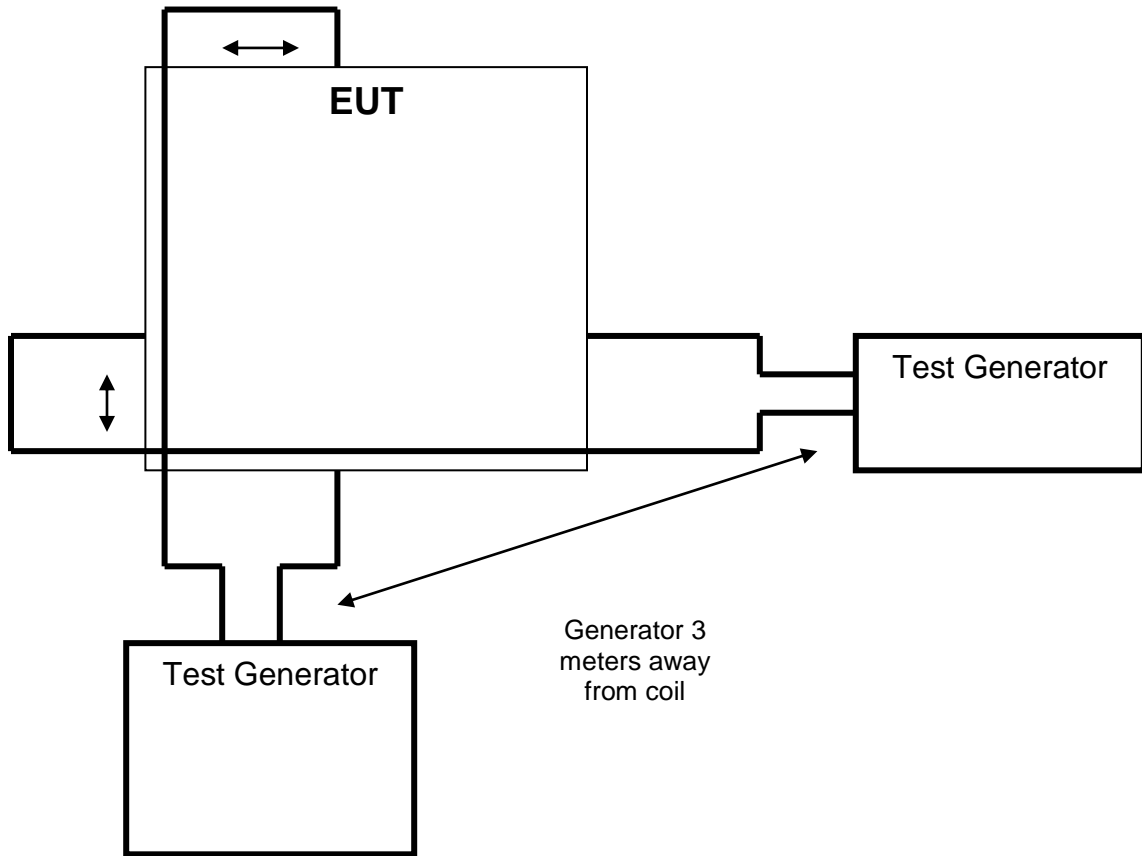 EUT
Test Generator
Generator 3
meters away
from coil
Test Generator